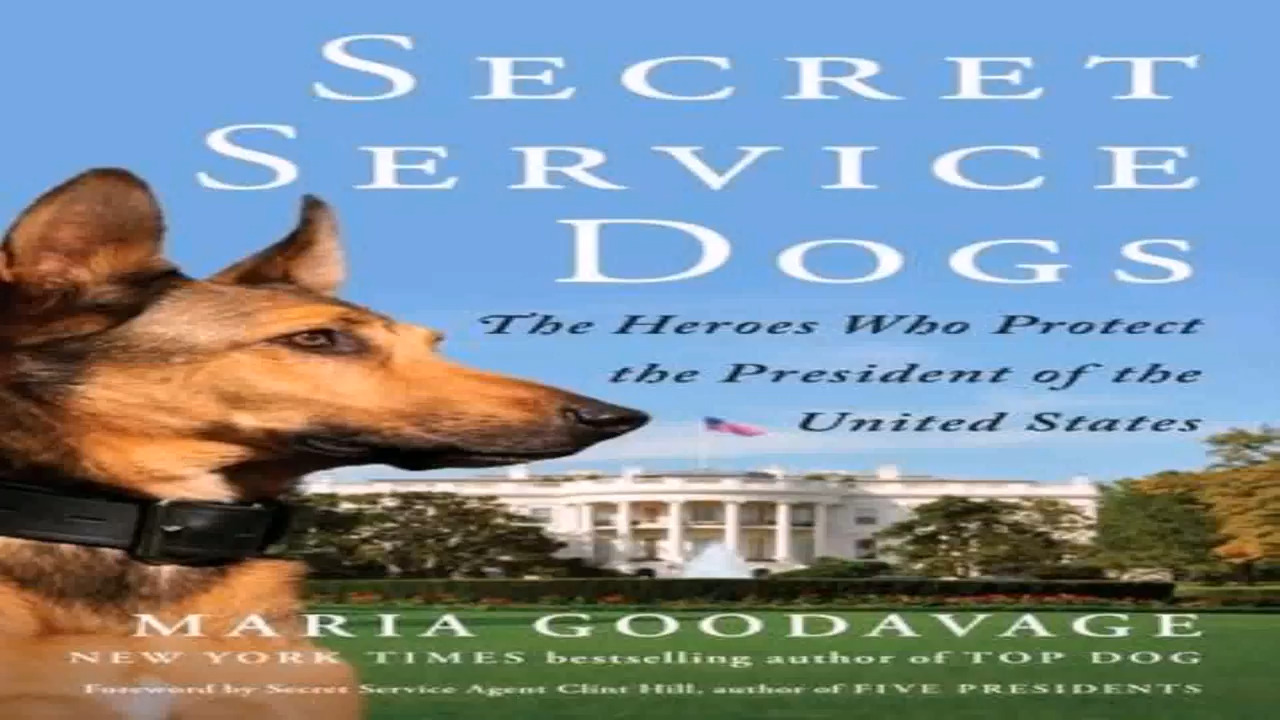 SECRET
SERVICE
DOGS
The Heroes Who Protect
the President of the
United States
MARIA GOODAVAGE
NEW YORK TIMES bestselling author of TOP DOG
Foreword by Secret Service Agent Clint Hill, author of FIVE PRESIDENTS